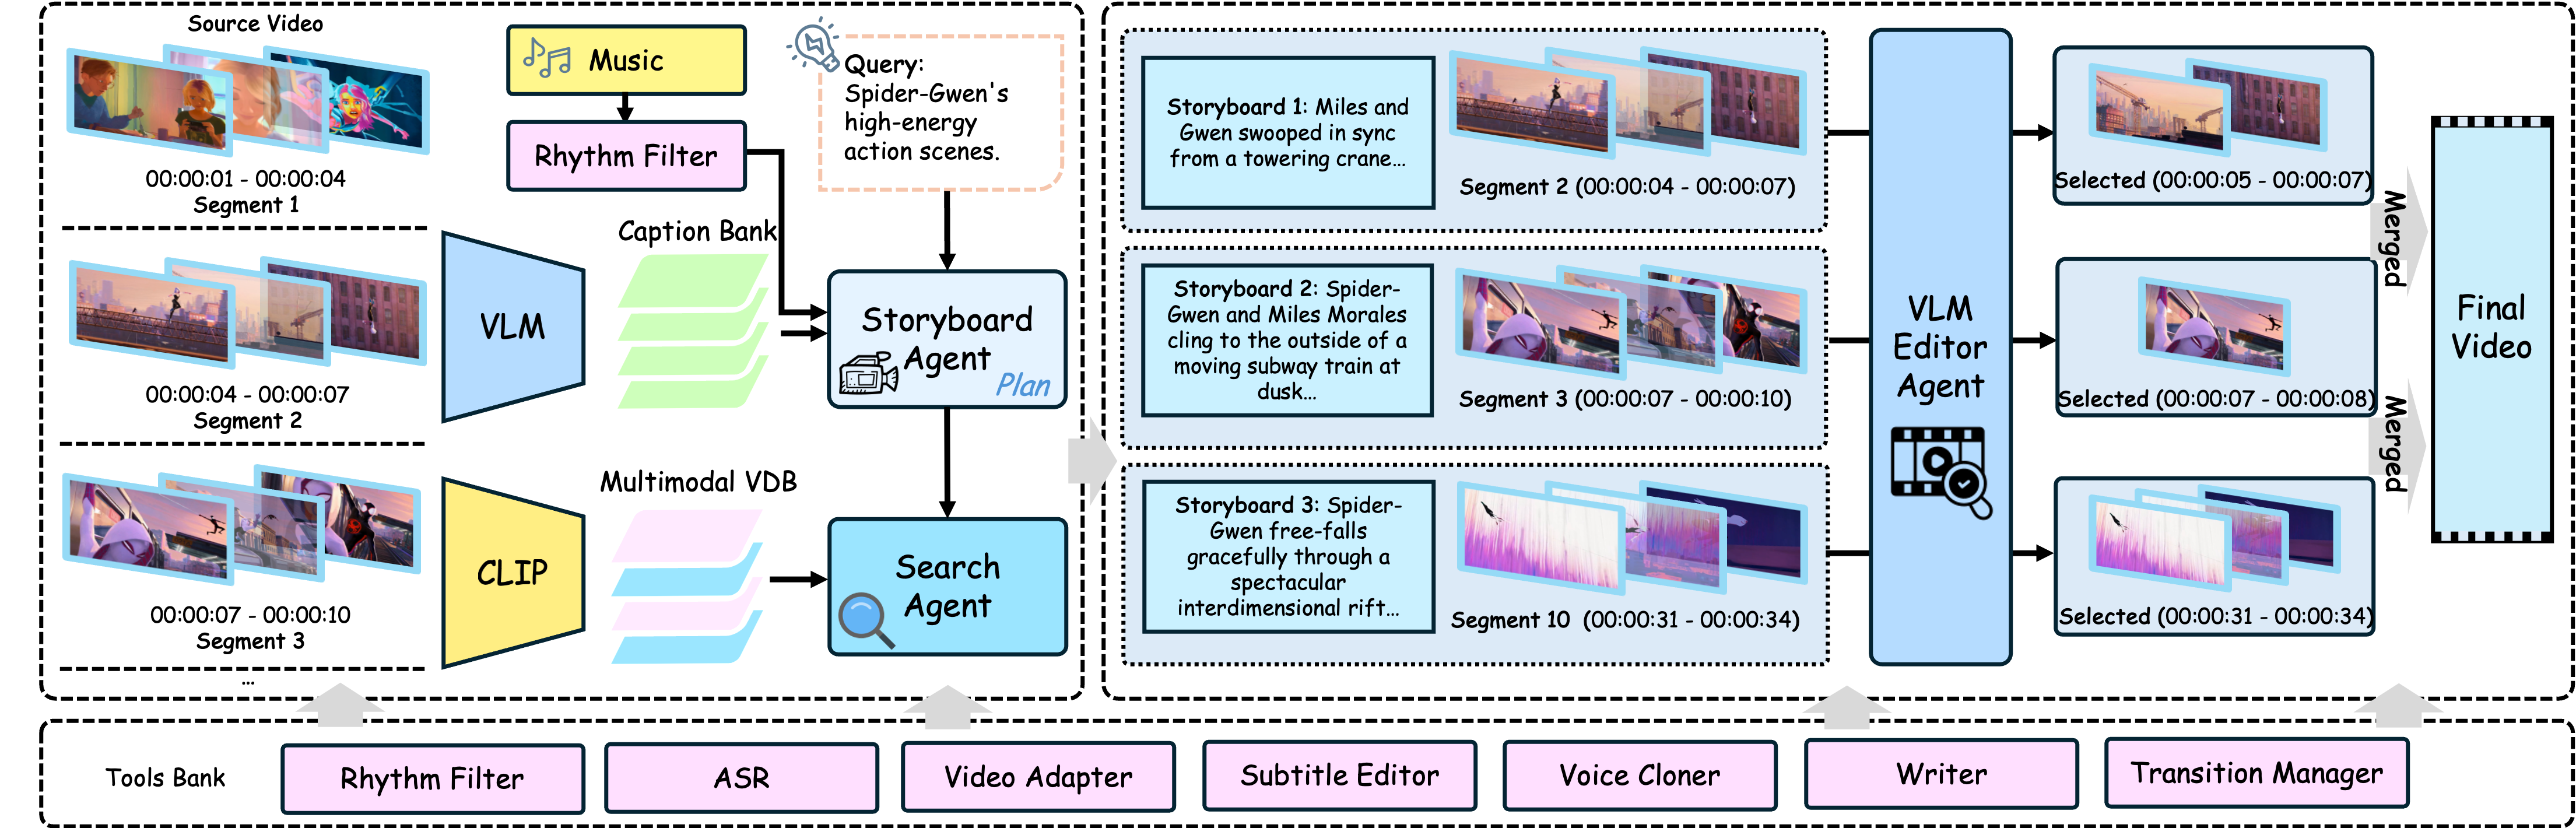 Source Video
00:00:01 - 00:00:04
Segment 1
00:00:04 - 00:00:07
Segment 2
00:00:07 - 00:00:10
Segment 3
...
Music
Rhythm Filter
Query:
Spider-Gwen's
high-energy
action scenes.
VLM
Caption Bank
Storyboard
Agent
Plan
CLIP
Multimodal VDB
Search
Agent
Storyboard 1: Miles and
Gwen swooped in sync
from a towering crane...
Segment 2 (00:00:04 - 00:00:07)
Storyboard 2: Spider-
Gwen and Miles Morales
cling to the outside of a
moving subway train at
dusk...
Segment 3 (00:00:07 - 00:00:10)
Storyboard 3: Spider-
Gwen free-falls
gracefully through a
spectacular
interdimensional rift...
Segment 10 (00:00:31 - 00:00:34)
VLM
Editor
Agent
Selected (00:00:05 - 00:00:07)
Selected (00:00:07 - 00:00:08)
Selected (00:00:31 - 00:00:34)
Merged
Merged
Final
Video
Tools Bank
Rhythm Filter
ASR
Video Adapter
Subtitle Editor
Voice Cloner
Writer
Transition Manager